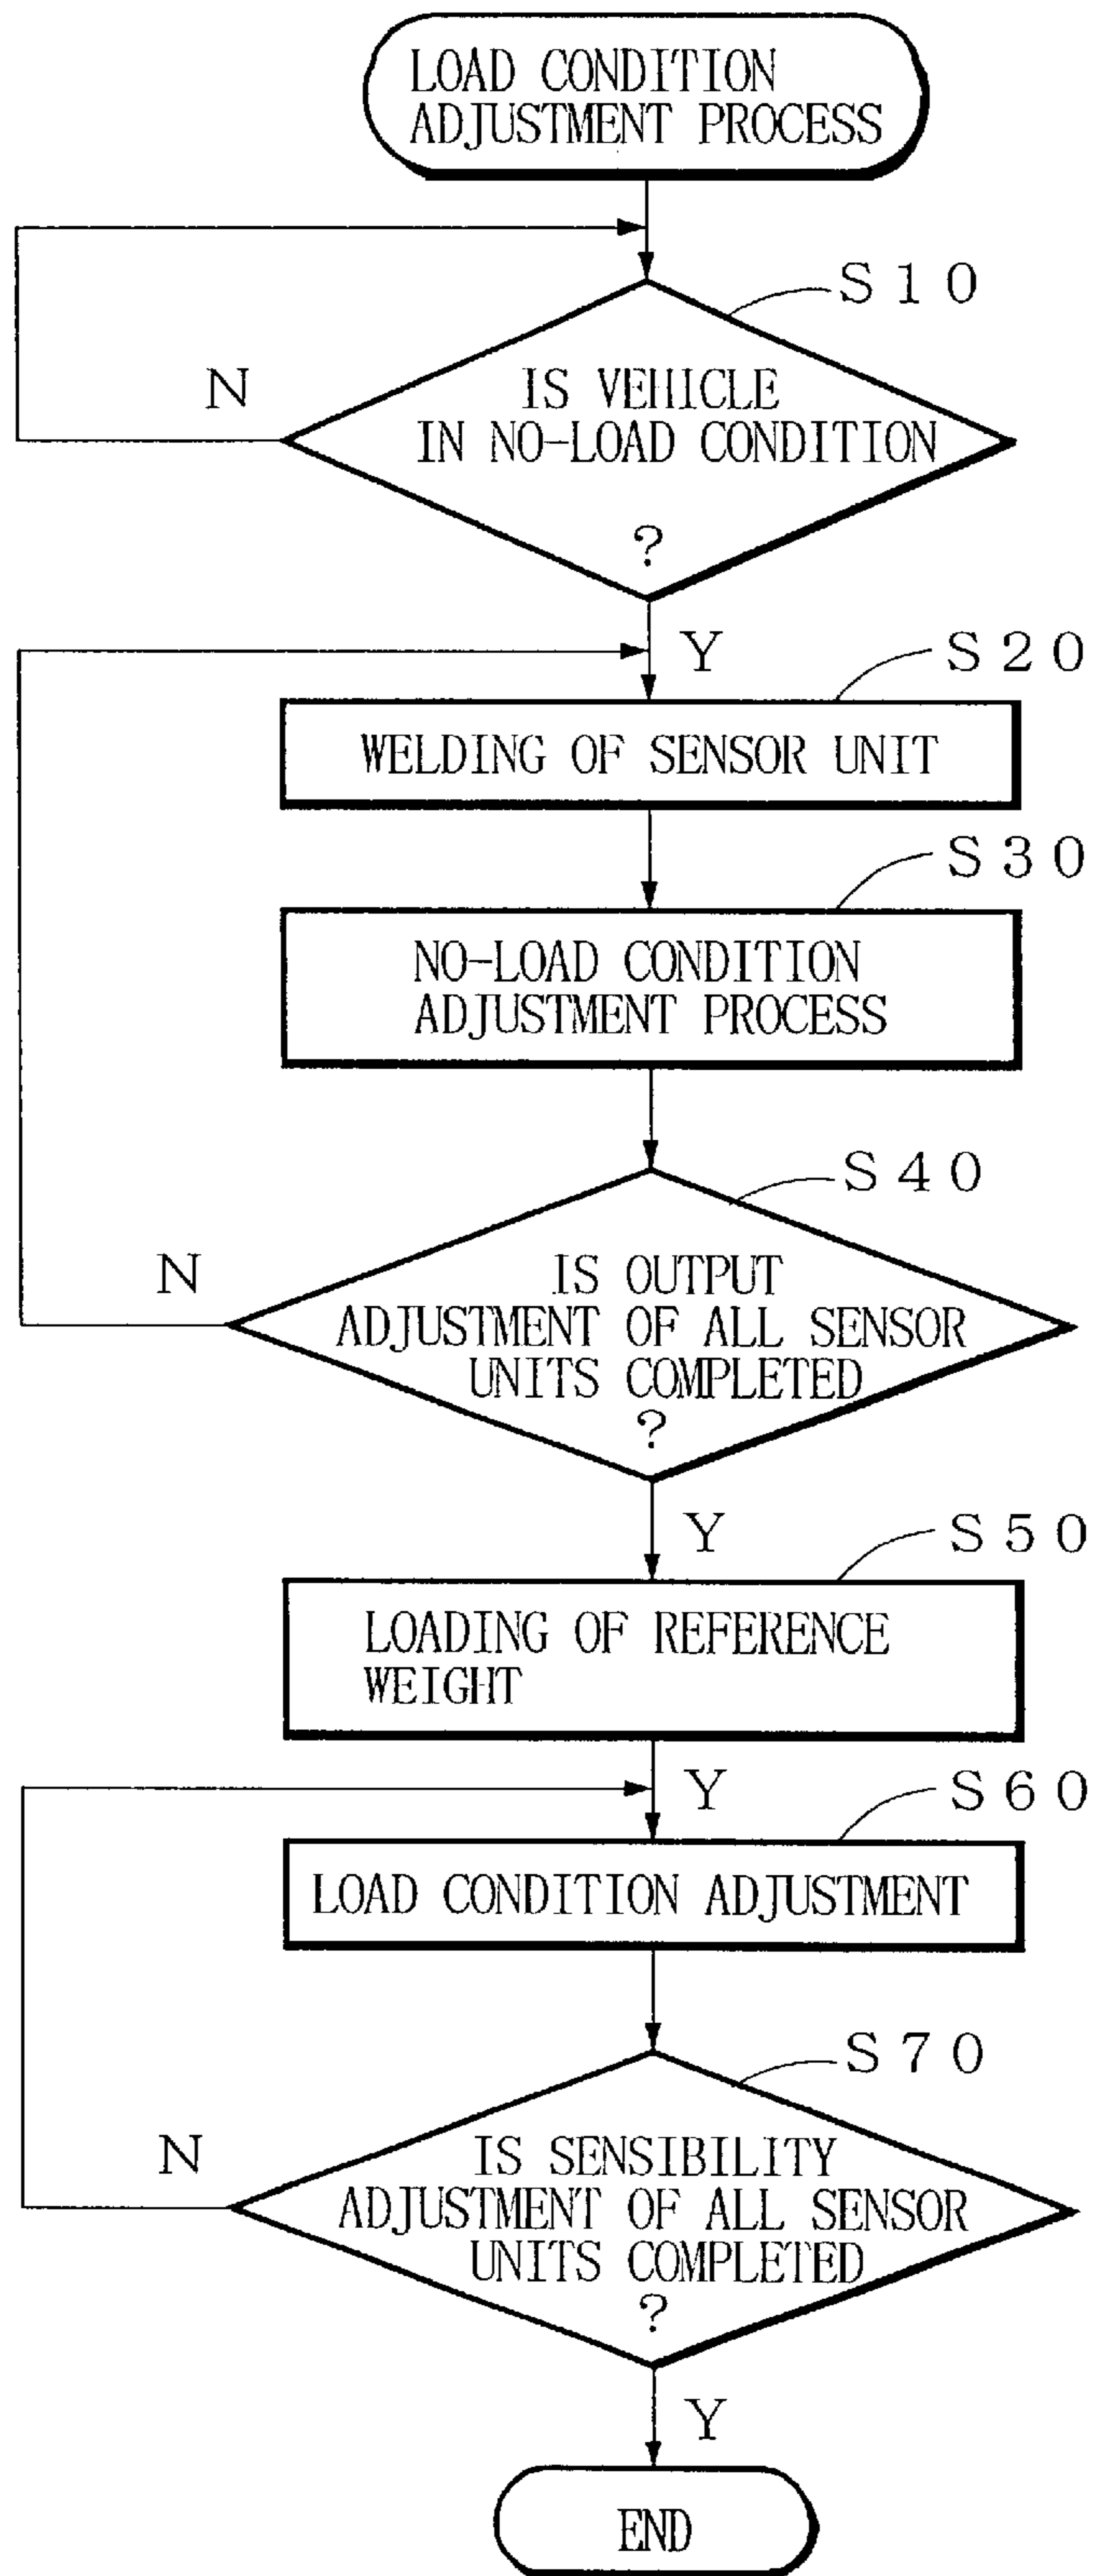 LOAD CONDITION
ADJUSTMENT PROCESS
S10
N
IS VEHICLE
IN NO-LOAD CONDITION
?
Y
S20
WELDING OF SENSOR UNIT
S30
NO-LOAD CONDITION
ADJUSTMENT PROCESS
S40
N
IS OUTPUT
ADJUSTMENT OF ALL SENSOR
UNITS COMPLETED
?
Y
S50
LOADING OF REFERENCE
WEIGHT
Y
S60
LOAD CONDITION ADJUSTMENT
S70
N
IS SENSIBILITY
ADJUSTMENT OF ALL SENSOR
UNITS COMPLETED
?
Y
END